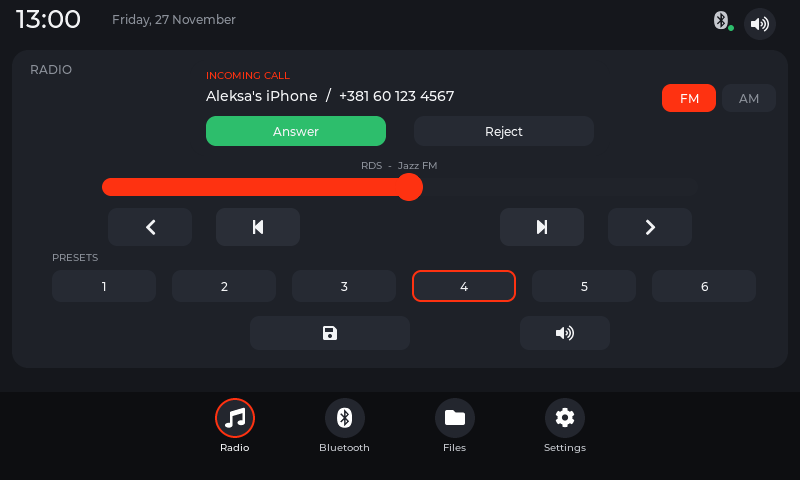 13:00
Friday, 27 November
RADIO
INCOMING CALL
Aleksa's iPhone / +381 60 123 4567
FM
AM
Answer
Reject
RDS - Jazz FM
PRESETS
1
2
3
4
5
6
Radio
Bluetooth
Files
Settings